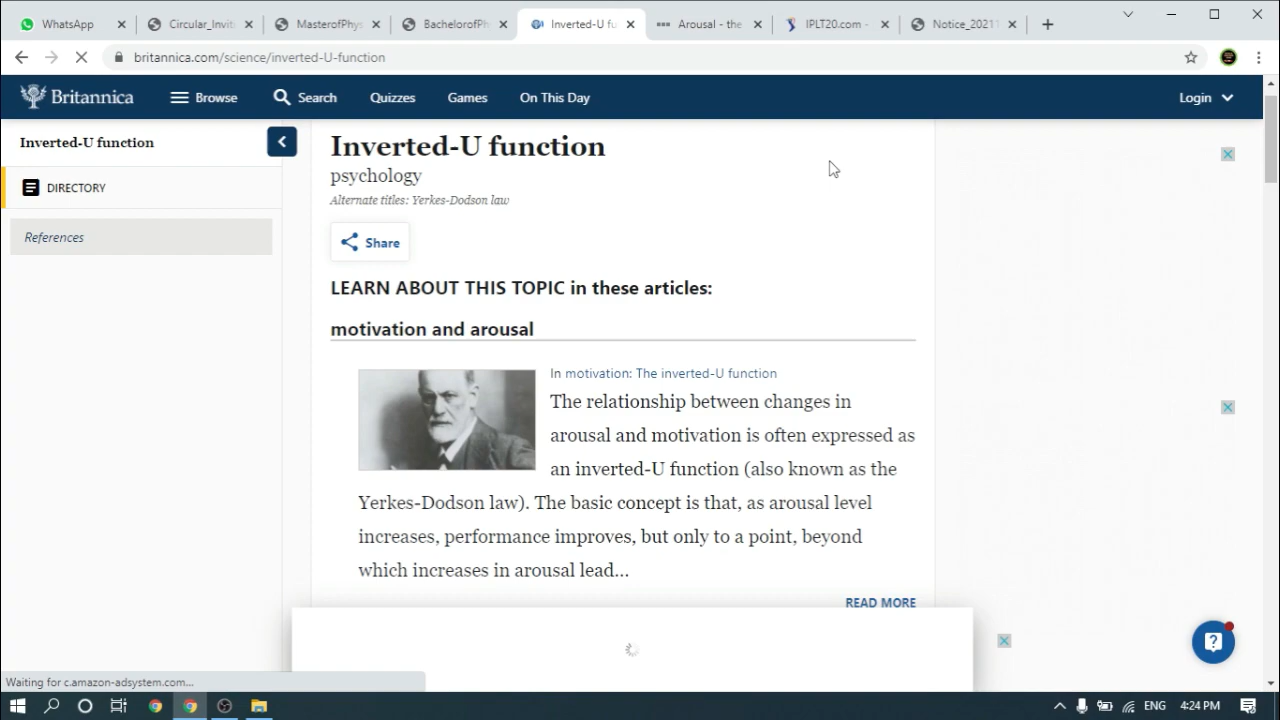 WhatsApp
Circular_Invit
MasterofPhys
BachelorofPh
Inverted-U fu
Arousal - the
IPLT20.com -
Notice_20211
britannica.com/science/inverted-U-function
Britannica
Browse
Search
Quizzes
Games
On This Day
Login
Inverted-U function
DIRECTORY
References
Inverted-U function
psychology
Alternate titles: Yerkes-Dodson law
Share
LEARN ABOUT THIS TOPIC in these articles:
motivation and arousal
In motivation: The inverted-U function
The relationship between changes in
arousal and motivation is often expressed as
an inverted-U function (also known as the
Yerkes-Dodson law). The basic concept is that, as arousal level
increases, performance improves, but only to a point, beyond
which increases in arousal lead...
READ MORE
Waiting for c.amazon-adsystem.com...
ENG
4:24 PM